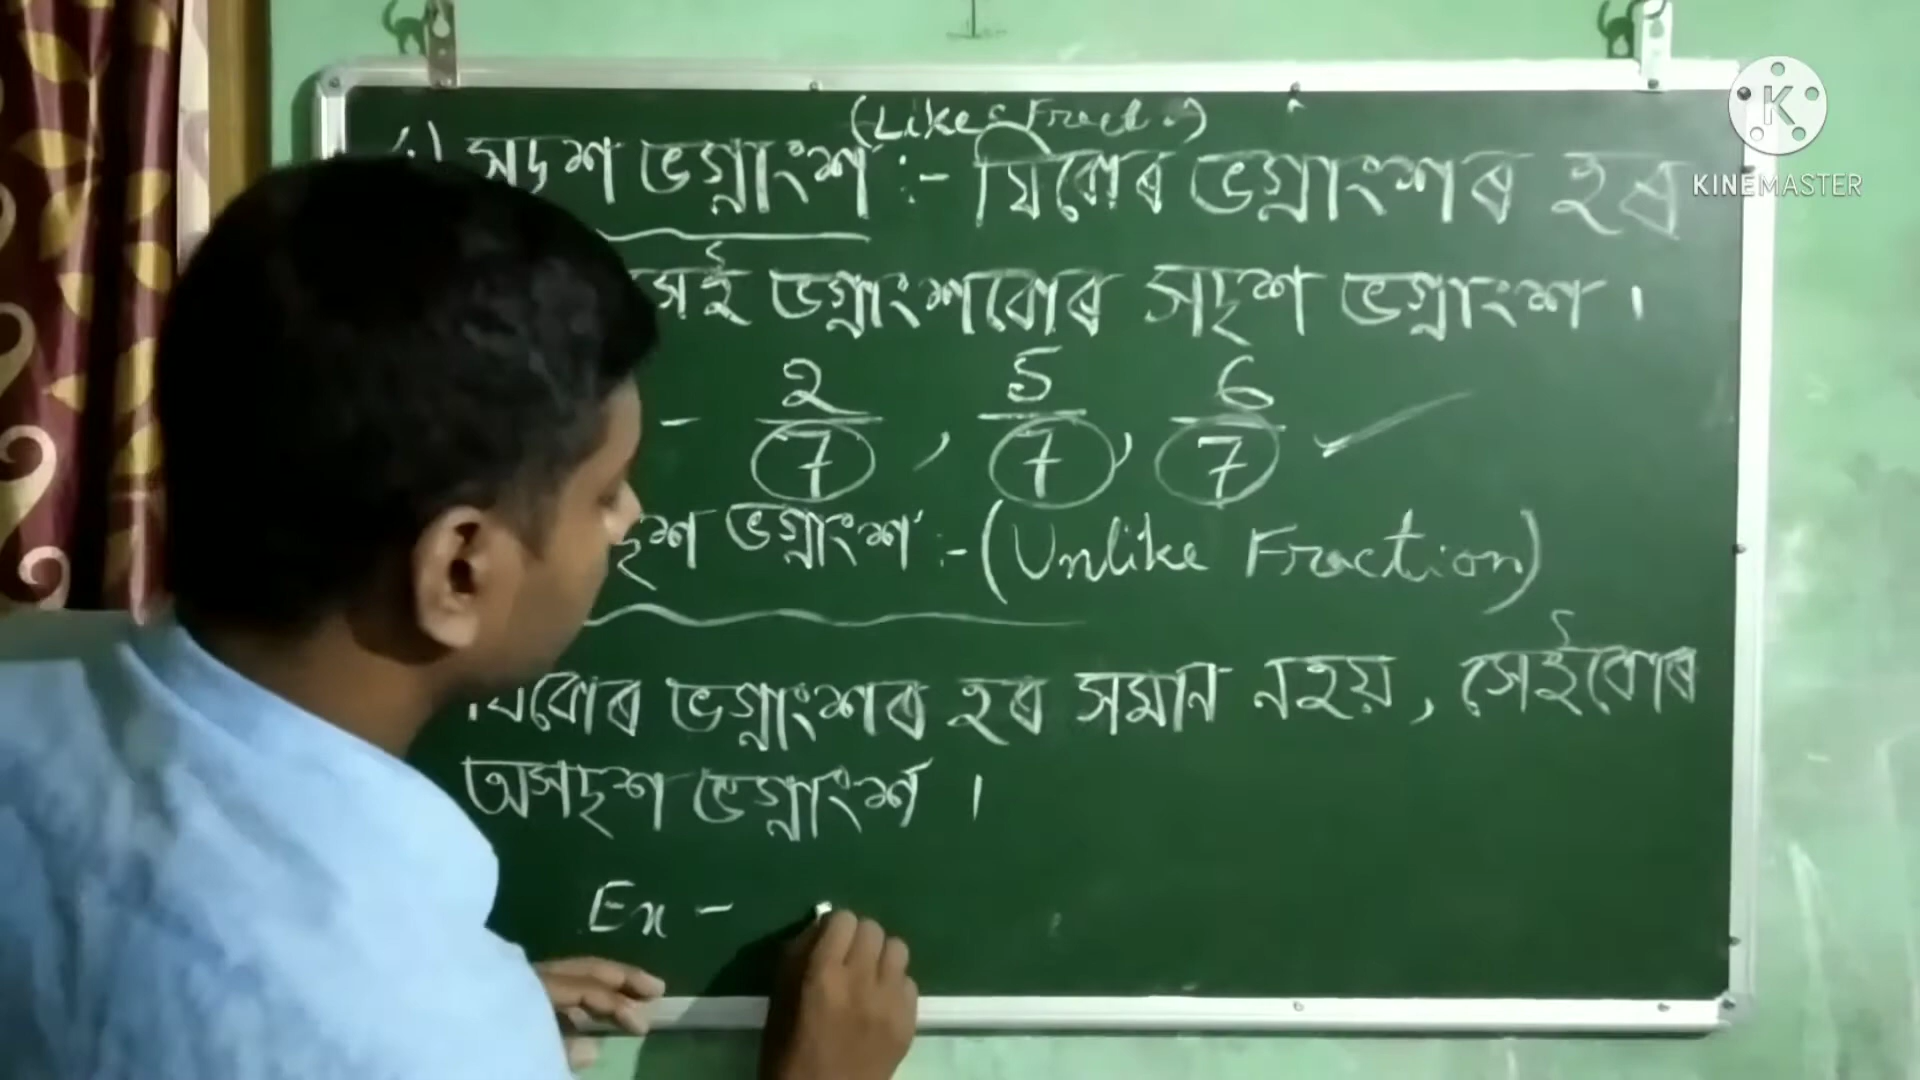 (Like Fract.)
সদৃশ ভগ্নাংশ :- যিবোৰ ভগ্নাংশৰ হৰ
সেই ভগ্নাংশবোৰ সদৃশ ভগ্নাংশ ।
- 2/7 , 5/7 , 6/7 ✓
ভগ্নাংশ :- (Unlike Fraction)
যিবোৰ ভগ্নাংশৰ হৰ সমান নহয় , সেইবোৰ
অসদৃশ ভগ্নাংশ ।
Ex -
K
KINEMASTER